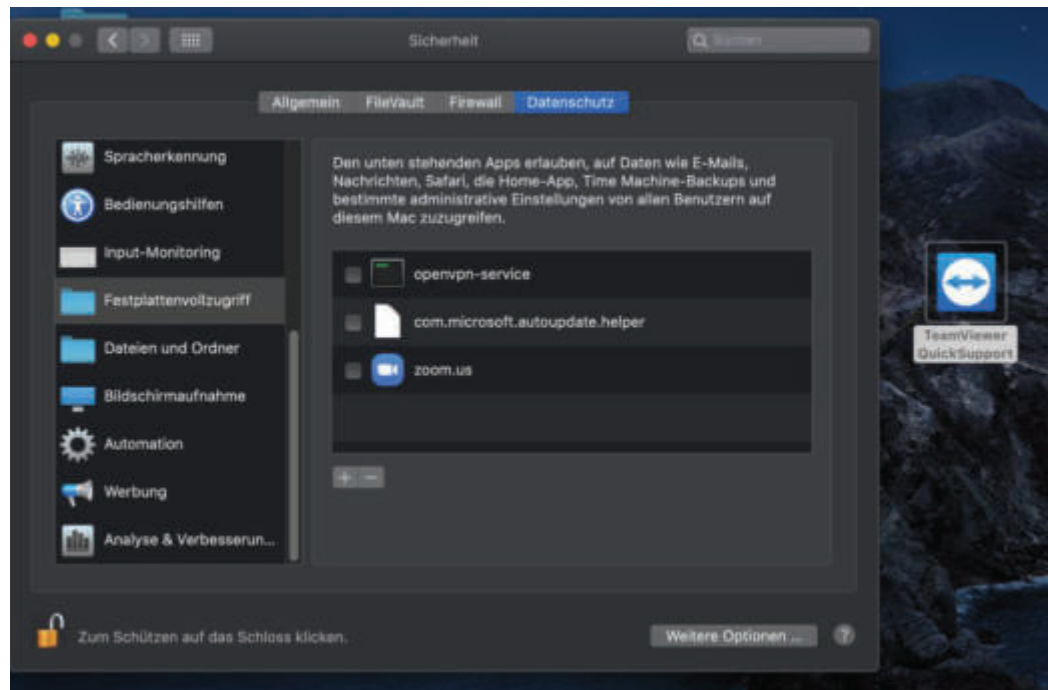 Sicherheit
Suchen
Allgemein FileVault Firewall Datenschutz
Spracherkennung
Bedienungshilfen
Input-Monitoring
Festplattenvollzugriff
Dateien und Ordner
Bildschirmaufnahme
Automation
Werbung
Analyse & Verbesserun...
Den unten stehenden Apps erlauben, auf Daten wie E-Mails,
Nachrichten, Safari, die Home-App, Time Machine-Backups und
bestimmte administrative Einstellungen von allen Benutzern auf
diesem Mac zuzugreifen.
openvpn-service
com.microsoft.autoupdate.helper
zoom.us
Zum Schützen auf das Schloss klicken.
Weitere Optionen ...
?
TeamViewer
QuickSupport